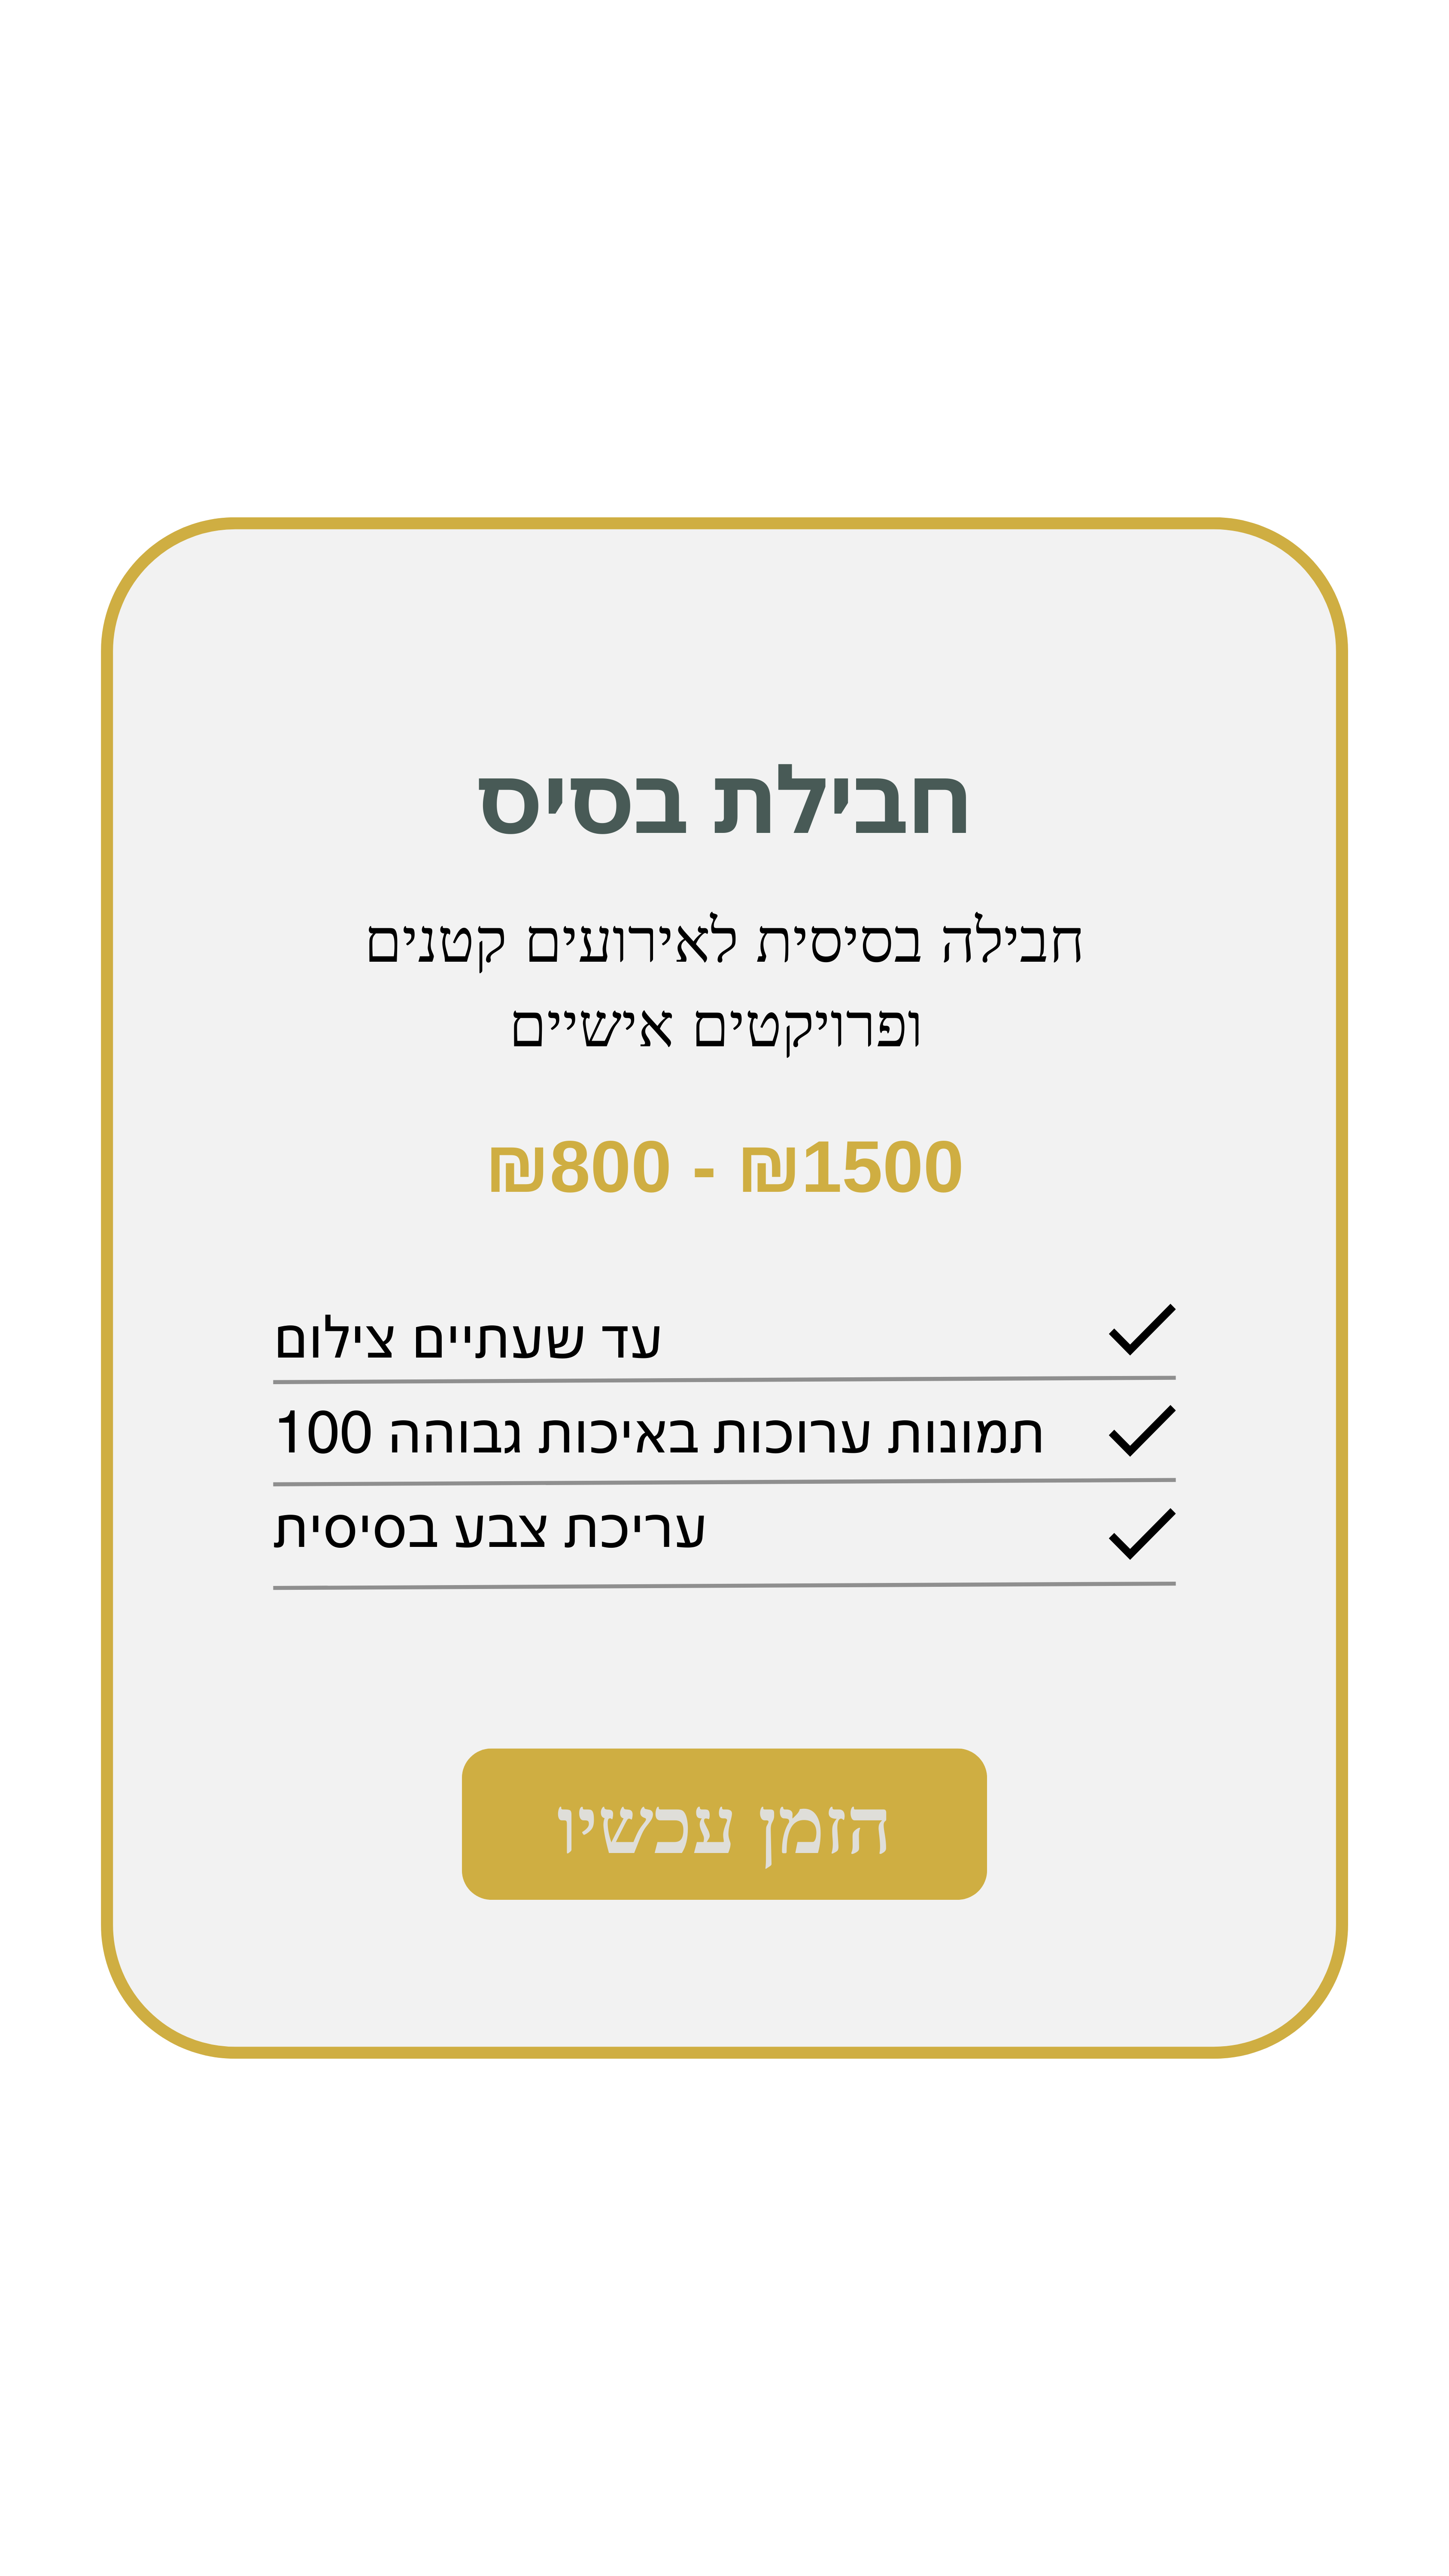 חבילת בסיס
חבילה בסיסית לאירועים קטנים
ופרויקטים אישיים
₪800 - ₪1500
עד שעתיים צילום
תמונות ערוכות באיכות גבוהה 100
עריכת צבע בסיסית
הזמן עכשיו